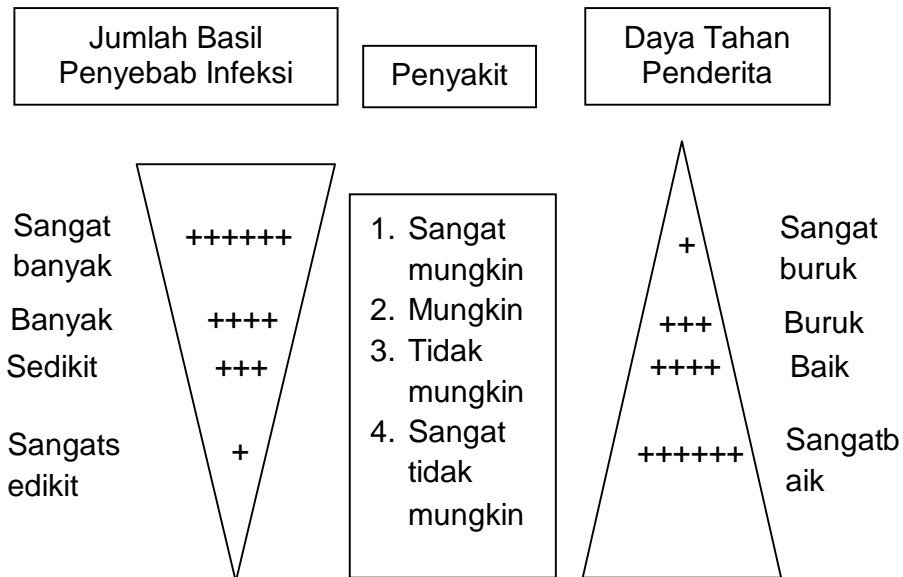 Jumlah Basil
Penyebab Infeksi
Penyakit
Daya Tahan
Penderita
Sangat
banyak
++++++
Banyak
++++
Sedikit
+++
Sangats
edikit
+
1. Sangat
mungkin
2. Mungkin
3. Tidak
mungkin
4. Sangat
tidak
mungkin
+
Sangat
buruk
+++
Buruk
++++
Baik
++++++
Sangatb
aik